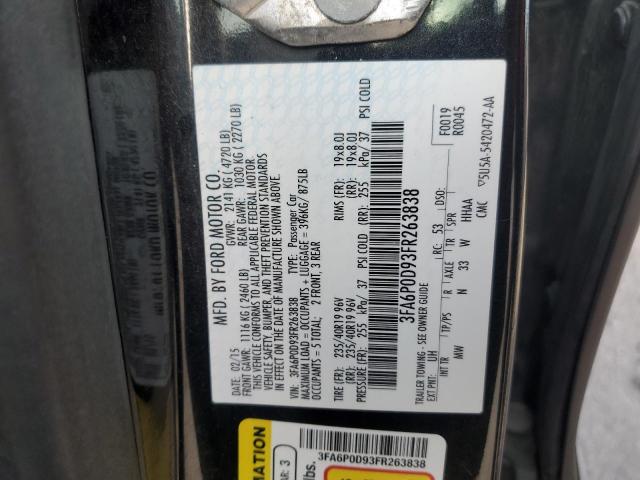 MFD. BY FORD MOTOR CO.
DATE: 02/15 GVWR: 2141 KG ( 4720 LB)
FRONT GAWR: 1116 KG (2460 LB) REAR GAWR: 1030 KG ( 2270 LB)
THIS VEHICLE CONFORMS TO ALL APPLICABLE FEDERAL MOTOR
VEHICLE SAFETY, BUMPER, AND THEFT PREVENTION STANDARDS
IN EFFECT ON THE DATE OF MANUFACTURE SHOWN ABOVE.
VIN: 3FA6P0D93FR263838 TYPE: Passenger Car
MAXIMUM LOAD = OCCUPANTS + LUGGAGE = 396KG/ 875LB
OCCUPANTS = 5 TOTAL: 2 FRONT, 3 REAR
TIRE (FR): 235/40R19 96V RIMS (FR): 19x8.0J
(RR): 235/40R19 96V (RR): 19x8.0J
PRESSURE (FR): 255 kPa/ 37 PSI COLD (RR): 255 kPa/ 37 PSI COLD
3FA6P0D93FR263838
TRAILER TOWING - SEE OWNER GUIDE F0019
EXT PNT: UH RC: 53 DSO: R0045
INT TR TP/PS R AXLE TR SPR
MW N 33 W HHAA
CMC 5U5A-5420472-AA
3FA6P0D93FR263838
MATION
AR: 3
lbs.